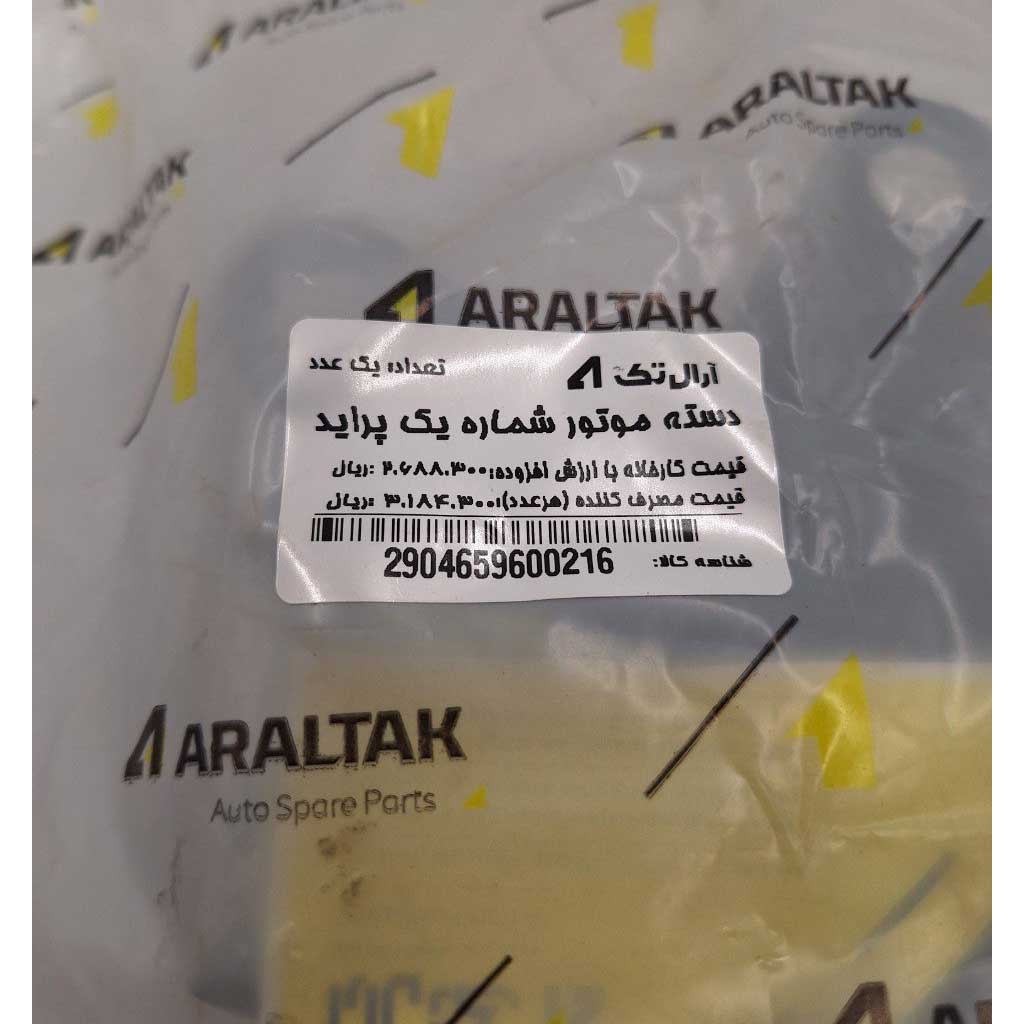 ARALTAK
ARALTAK
Auto Spare Parts
ARALTAK
ARALTAK
آرال تک تعداد: یک عدد
دسته موتور شماره یک پراید
قیمت کارخانه با ارزش افزوده: ۲.۶۸۸.۳۰۰ :ریال
قیمت مصرف کننده (هرعدد): ۳.۱۸۴.۳۰۰ :ریال
شناسه کالا: 2904659600216
ARALTAK
Auto Spare Parts